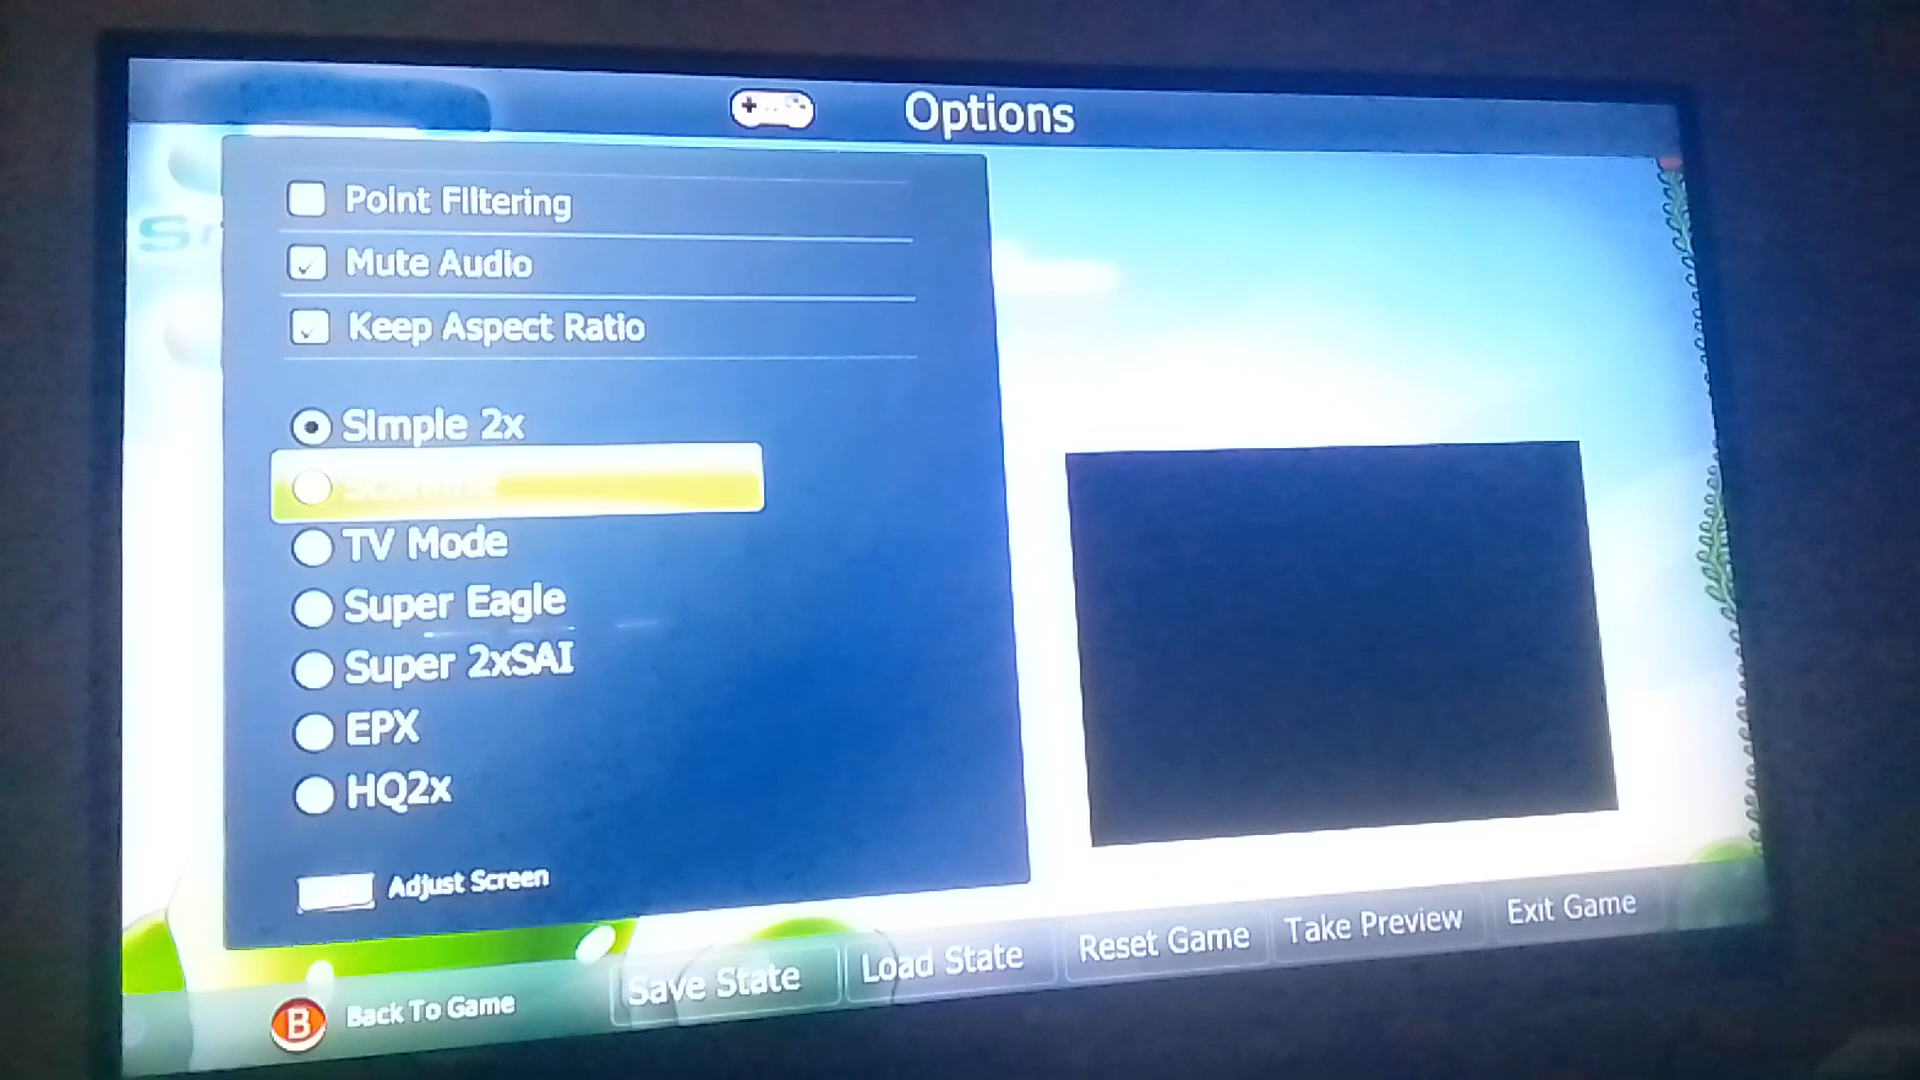 Options
Point Filtering
Mute Audio
Keep Aspect Ratio
Simple 2x
Scanline
TV Mode
Super Eagle
Super 2xSAI
EPX
HQ2x
Adjust Screen
B Back To Game
Save State
Load State
Reset Game
Take Preview
Exit Game